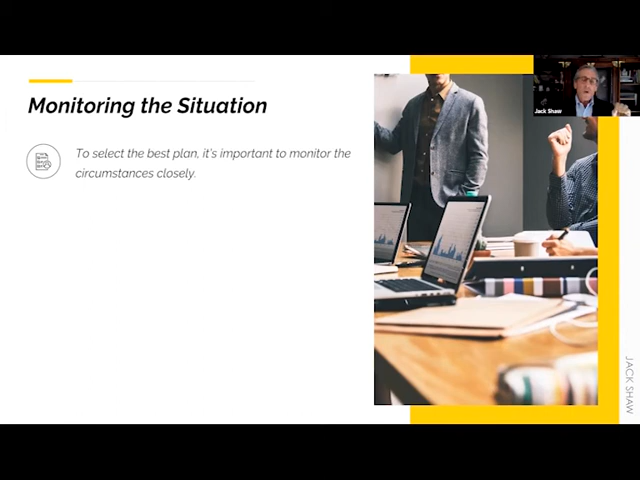 Monitoring the Situation
To select the best plan, it's important to monitor the
circumstances closely.
Jack Shaw
JACK SHAW